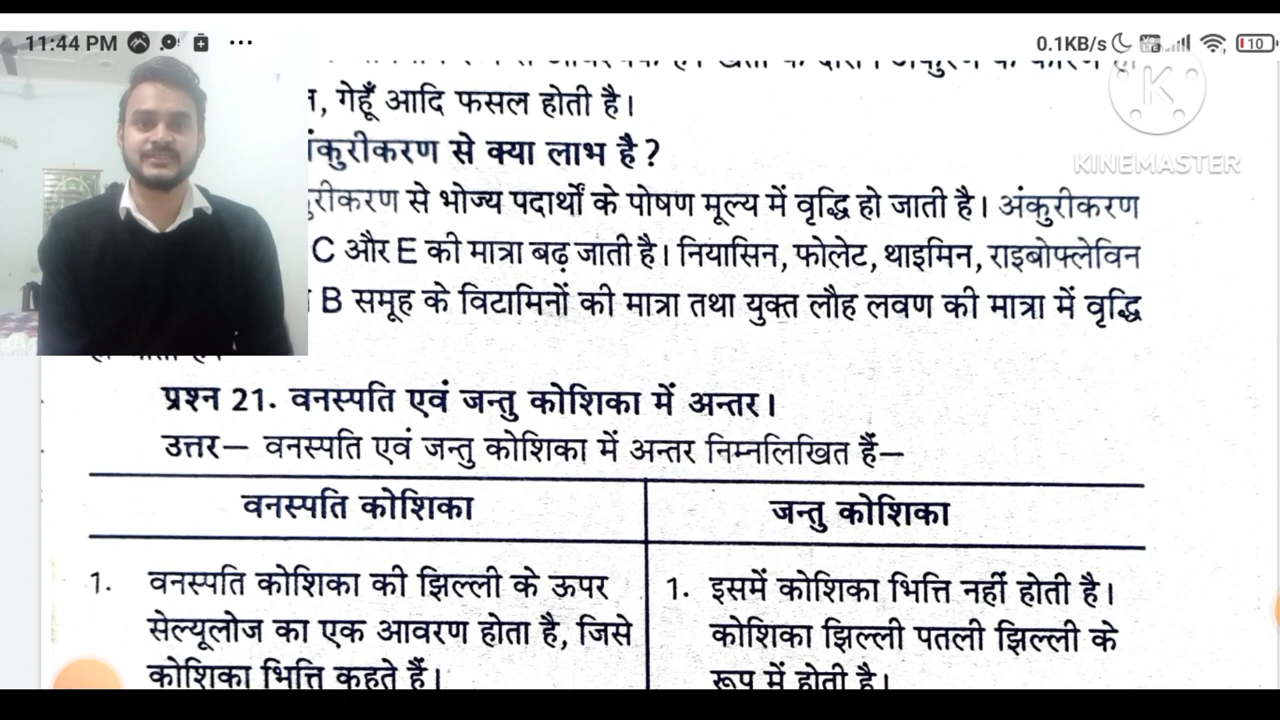 11:44 PM
0.1KB/s
10
KINEMASTER
गेहूँ आदि फसल होती है।
से क्या लाभ है?
से भोज्य पदार्थों के पोषण मूल्य में वृद्धि हो जाती है। अंकुरीकरण
C और E की मात्रा बढ़ जाती है। नियासिन, फोलेट, थाइमिन, राइबोफ्लेविन
B समूह के विटामिनों की मात्रा तथा युक्त लौह लवण की मात्रा में वृद्धि
प्रश्न 21. वनस्पति एवं जन्तु कोशिका में अन्तर।
उत्तर— वनस्पति एवं जन्तु कोशिका में अन्तर निम्नलिखित हैं—
वनस्पति कोशिका
जन्तु कोशिका
1. वनस्पति कोशिका की झिल्ली के ऊपर
सेल्यूलोज का एक आवरण होता है, जिसे
कोशिका भित्ति कहते हैं।
1. इसमें कोशिका भित्ति नहीं होती है।
कोशिका झिल्ली पतली झिल्ली के
रूप में होती है।